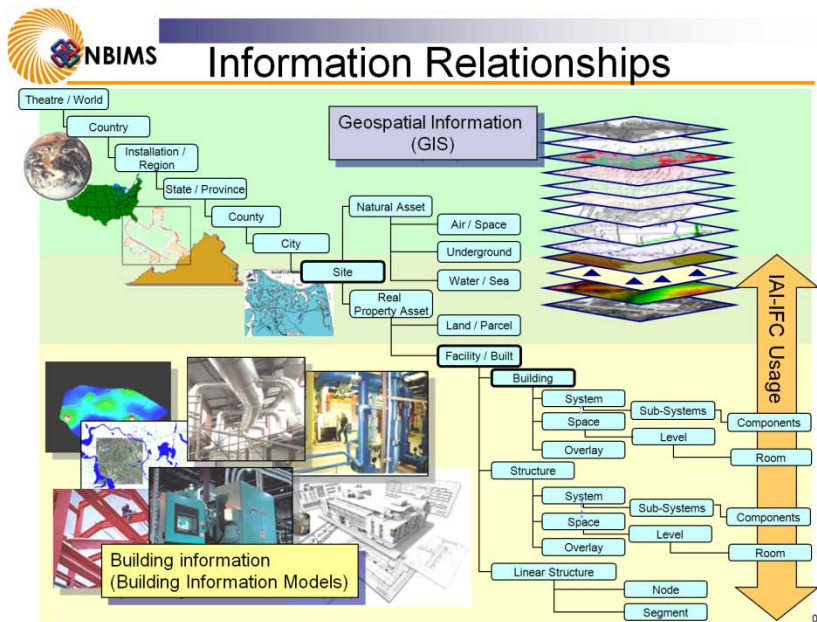 NBIMS
Information Relationships
Theatre / World
Country
Installation /
Region
State / Province
County
City
Site
Geospatial Information
(GIS)
Natural Asset
Air / Space
Underground
Water / Sea
Real
Property Asset
Land / Parcel
Facility / Built
Building
System
Sub-Systems
Components
Space
Level
Room
Overlay
Structure
System
Sub-Systems
Components
Space
Level
Room
Overlay
Linear Structure
Node
Segment
IAI-IFC Usage
Building information
(Building Information Models)
0